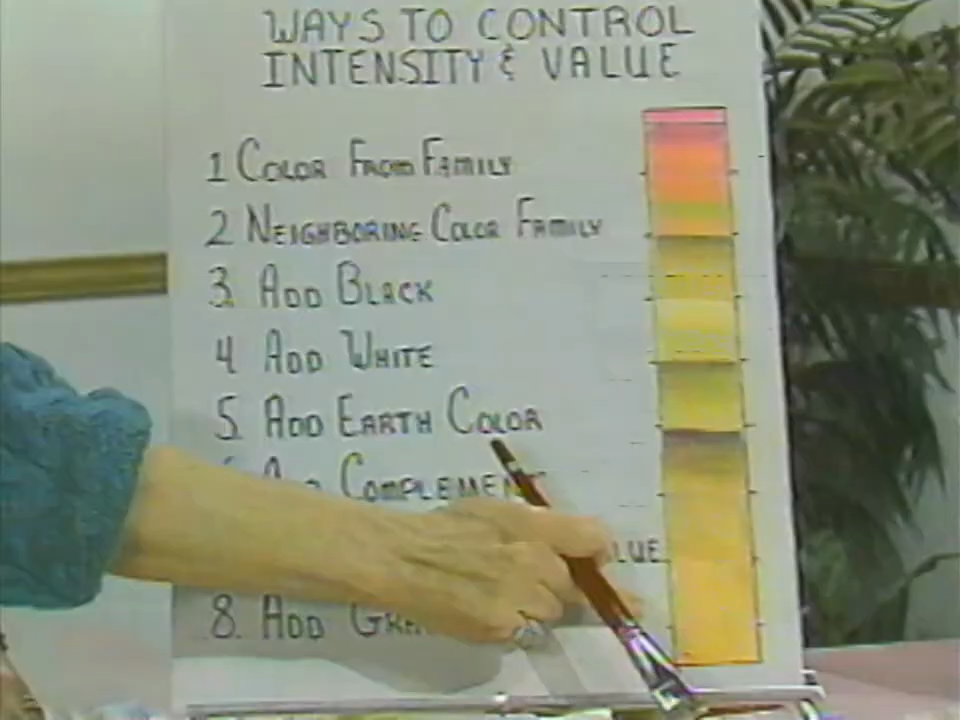 WAYS TO CONTROL
INTENSITY & VALUE
1 COLOR FROM FAMILY
2 NEIGHBORING COLOR FAMILY
3. ADD BLACK
4 ADD WHITE
5. ADD EARTH COLOR
COMPLEMENT
8. ADD